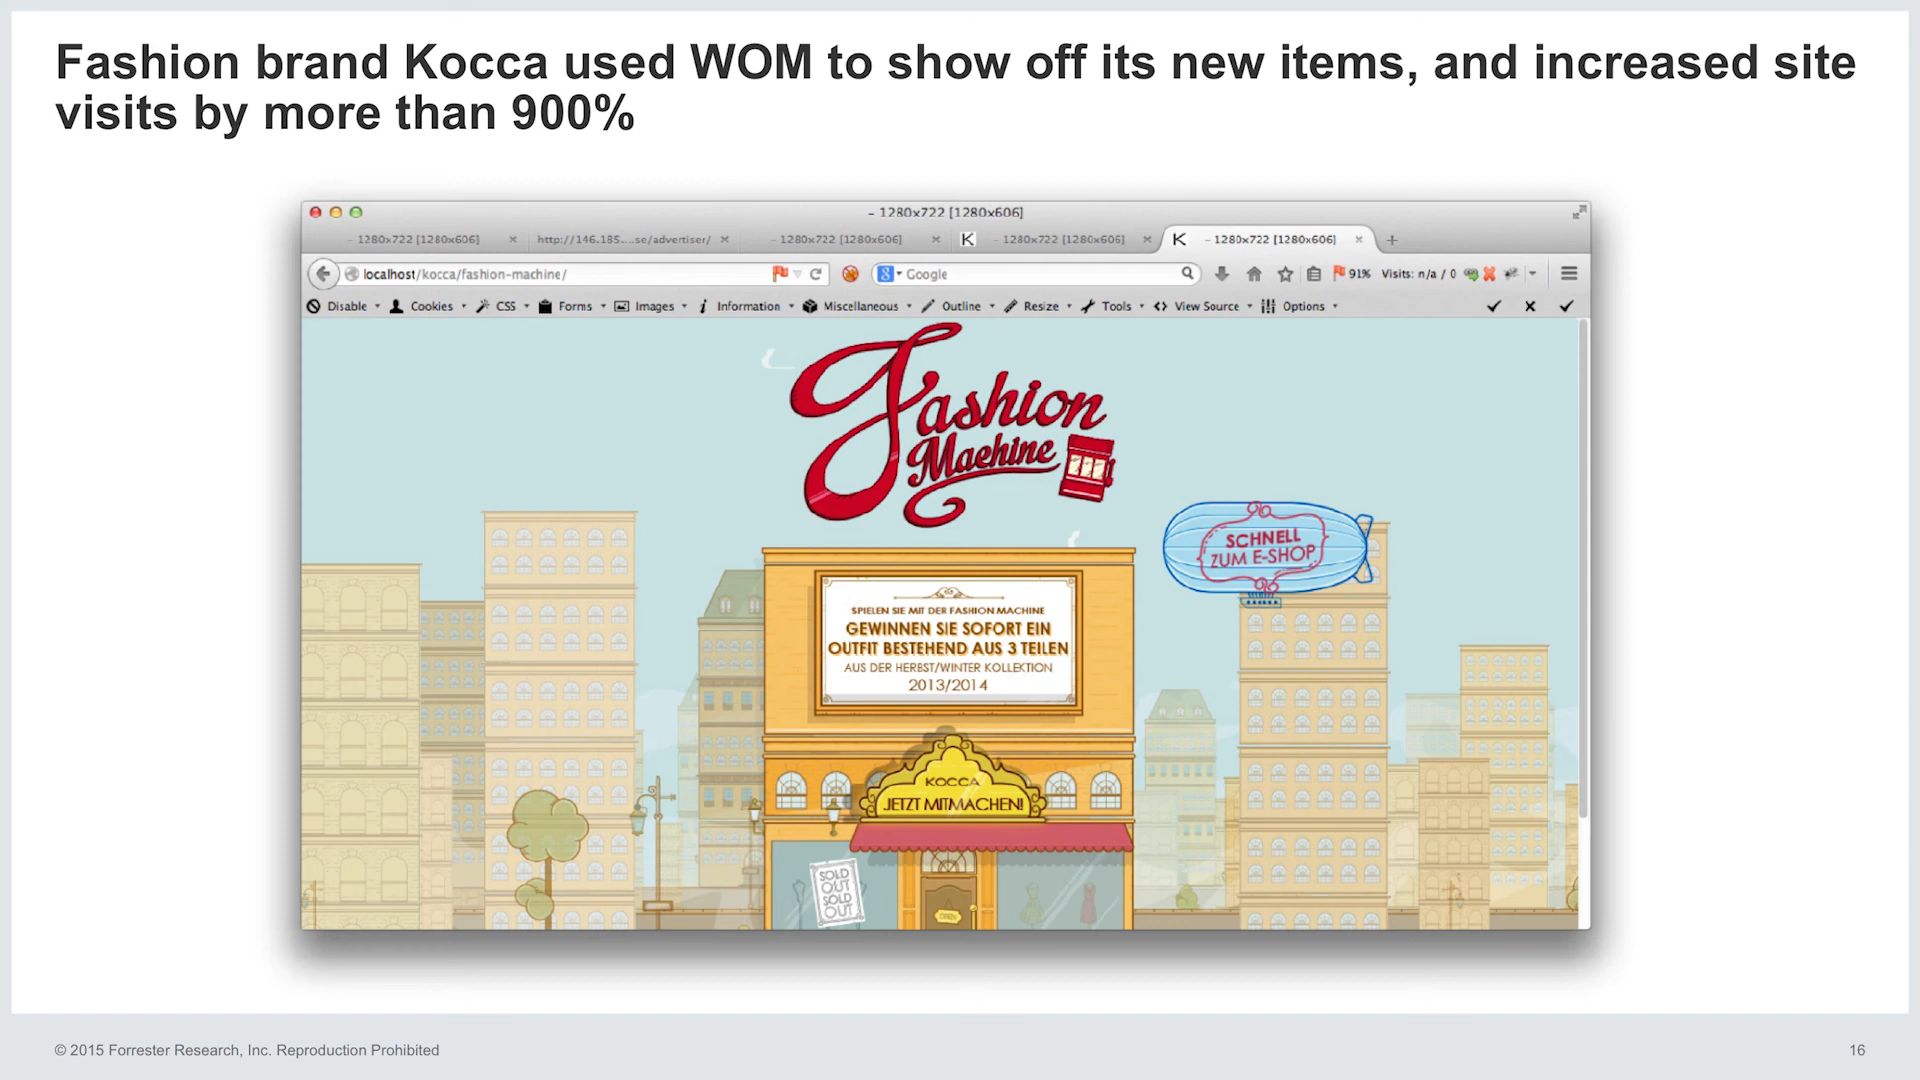 Fashion brand Kocca used WOM to show off its new items, and increased site
visits by more than 900%
- 1280x722 [1280x606]
- 1280x722 [1280x606]
http://146.185....se/advertiser/
- 1280x722 [1280x606]
K
- 1280x722 [1280x606]
K
- 1280x722 [1280x606]
localhost/kocca/fashion-machine/
Google
91%
Visits: n/a / 0
Disable
Cookies
CSS
Forms
Images
Information
Miscellaneous
Outline
Resize
Tools
View Source
Options
Fashion
Machine
SCHNELL
ZUM E-SHOP
SPIELEN SIE MIT DER FASHION MACHINE
GEWINNEN SIE SOFORT EIN
OUTFIT BESTEHEND AUS 3 TEILEN
AUS DER HERBST/WINTER KOLLEKTION
2013/2014
KOCCA
JETZT MITMACHEN!
SOLD
OUT
SOLD
OUT
OPEN
© 2015 Forrester Research, Inc. Reproduction Prohibited
16